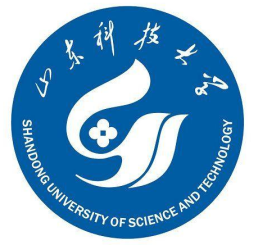 山东科技大学
SHANDONG UNIVERSITY OF SCIENCE AND TECHNOLOGY